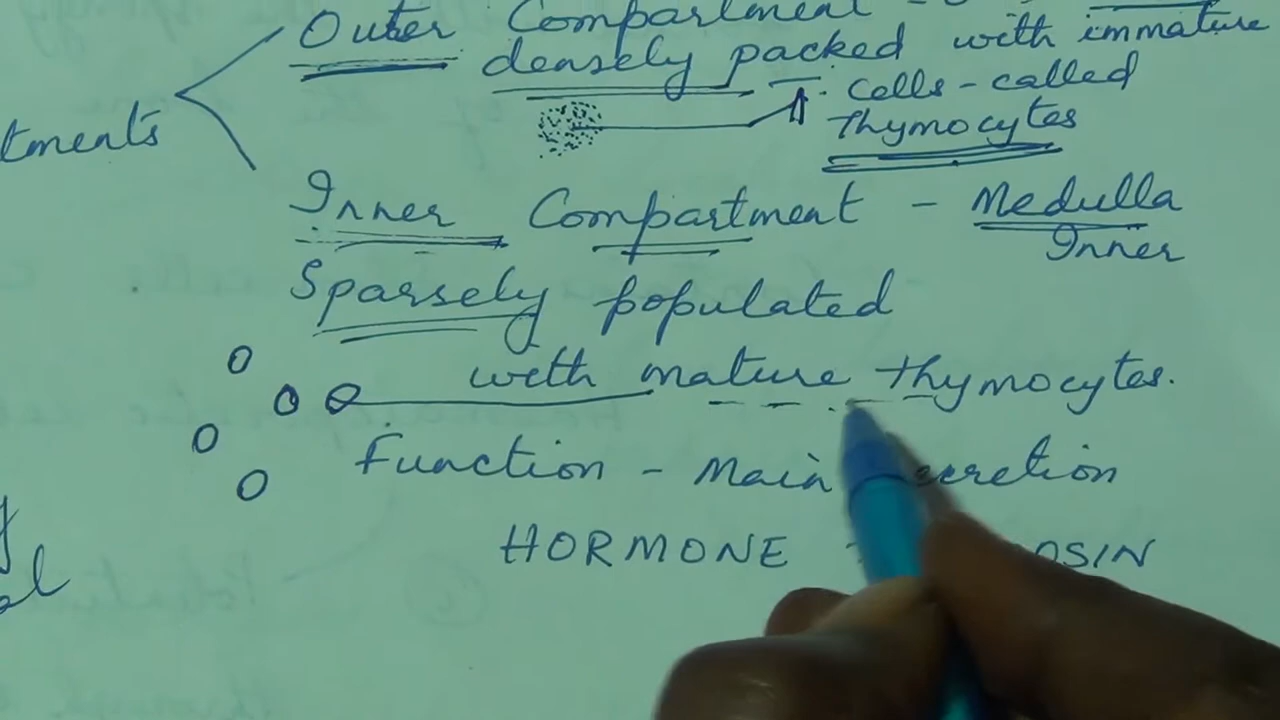 Outer Compartment -
densely packed with immature
cells - called
Thymocytes
tments
Inner Compartment - Medulla
Inner
Sparsely populated
with mature thymocytes.
Function - Main secretion
HORMONE